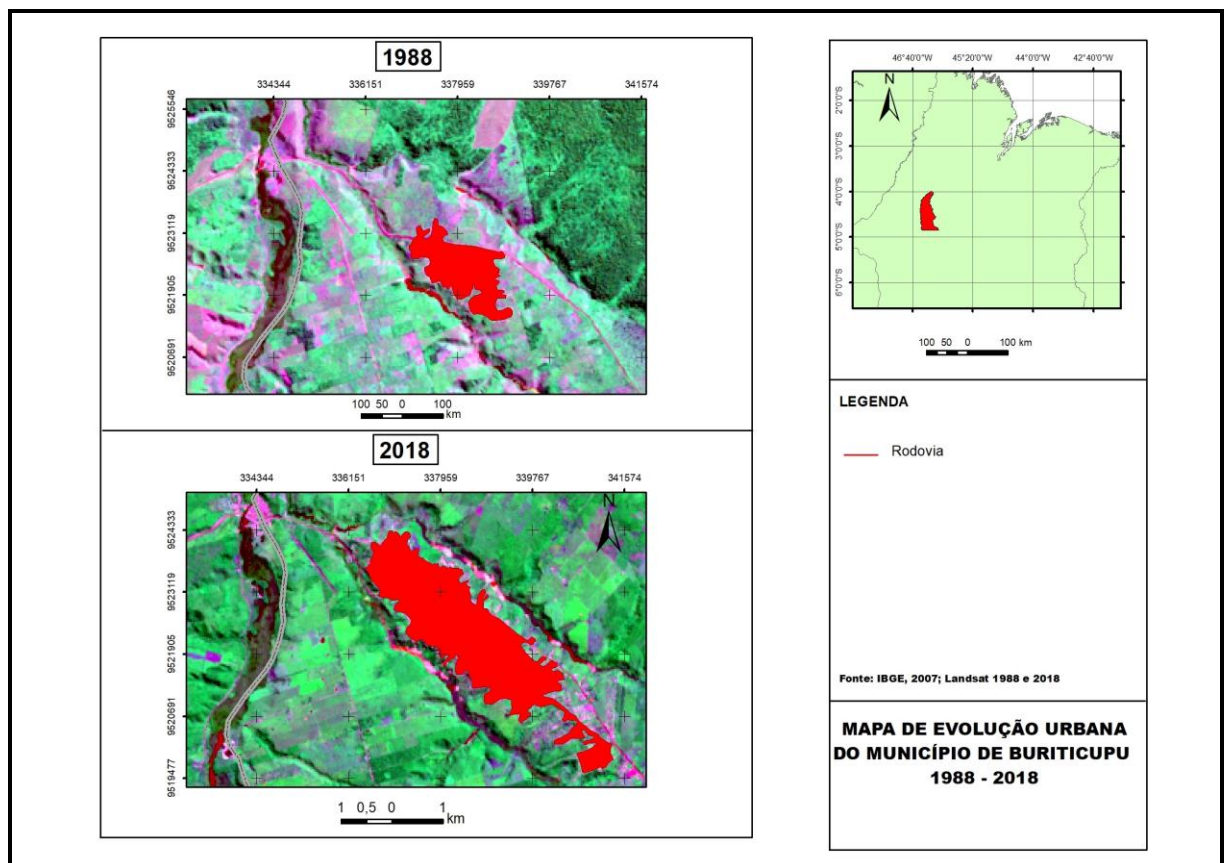 1988
334344 336151 337959 339767 341574
9525546
9524333
9523119
9521905
9520691
100 50 0 100
km
2018
334344 336151 337959 339767 341574
N
9524333
9523119
9521905
9520691
9519477
1 0,5 0 1
km
46°40'0"W 45°20'0"W 44°0'0"W 42°40'0"W
N
2°0'0"S
3°0'0"S
4°0'0"S
5°0'0"S
6°0'0"S
100 50 0 100 km
LEGENDA
Rodovia
Fonte: IBGE, 2007; Landsat 1988 e 2018
MAPA DE EVOLUÇÃO URBANA
DO MUNICÍPIO DE BURITICUPU
1988 - 2018